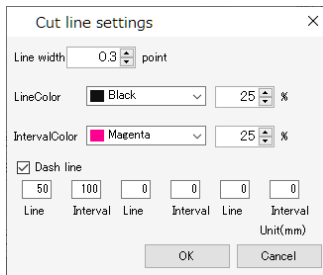 Cut line settings
Line width 0.3 point
LineColor Black 25 %
IntervalColor Magenta 25 %
Dash line
50 100 0 0 0 0
Line Interval Line Interval Line Interval
Unit(mm)
OK Cancel